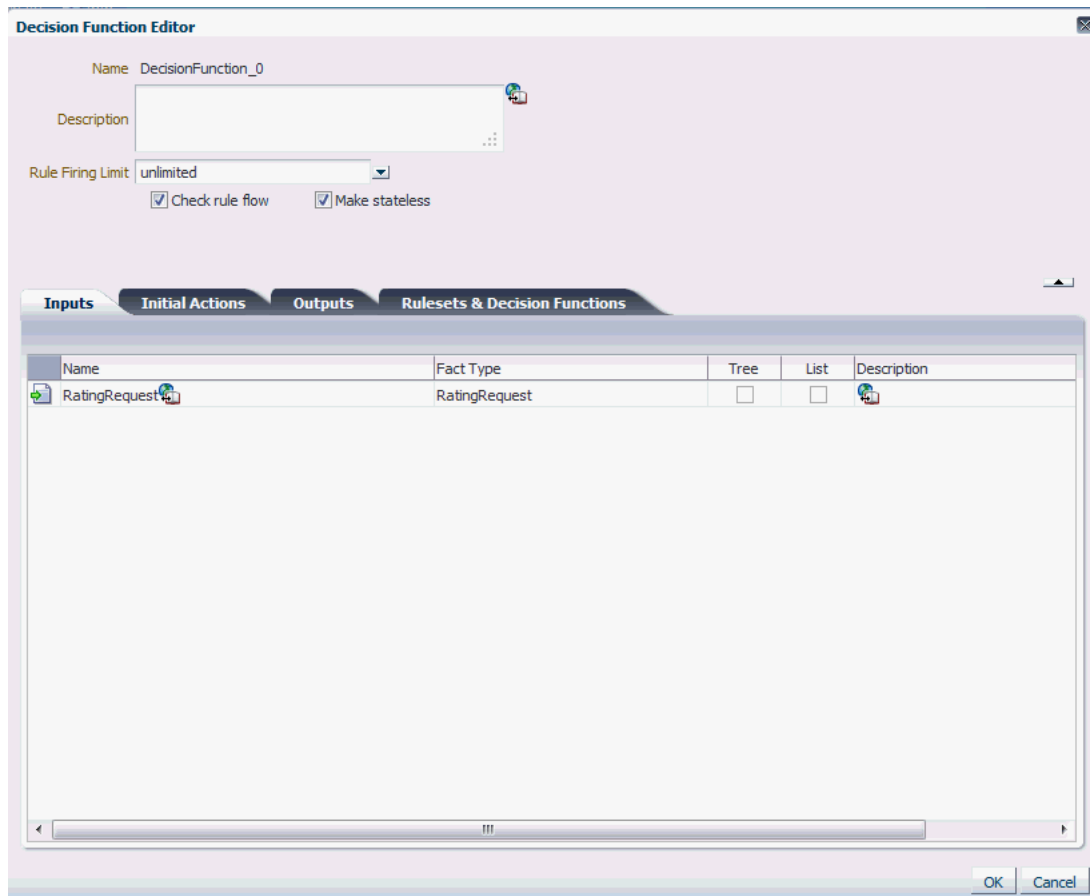 Decision Function Editor
Name DecisionFunction_0
Description
Rule Firing Limit unlimited
Check rule flow Make stateless
Inputs Initial Actions Outputs Rulesets & Decision Functions
Name Fact Type Tree List Description
RatingRequest RatingRequest
OK Cancel